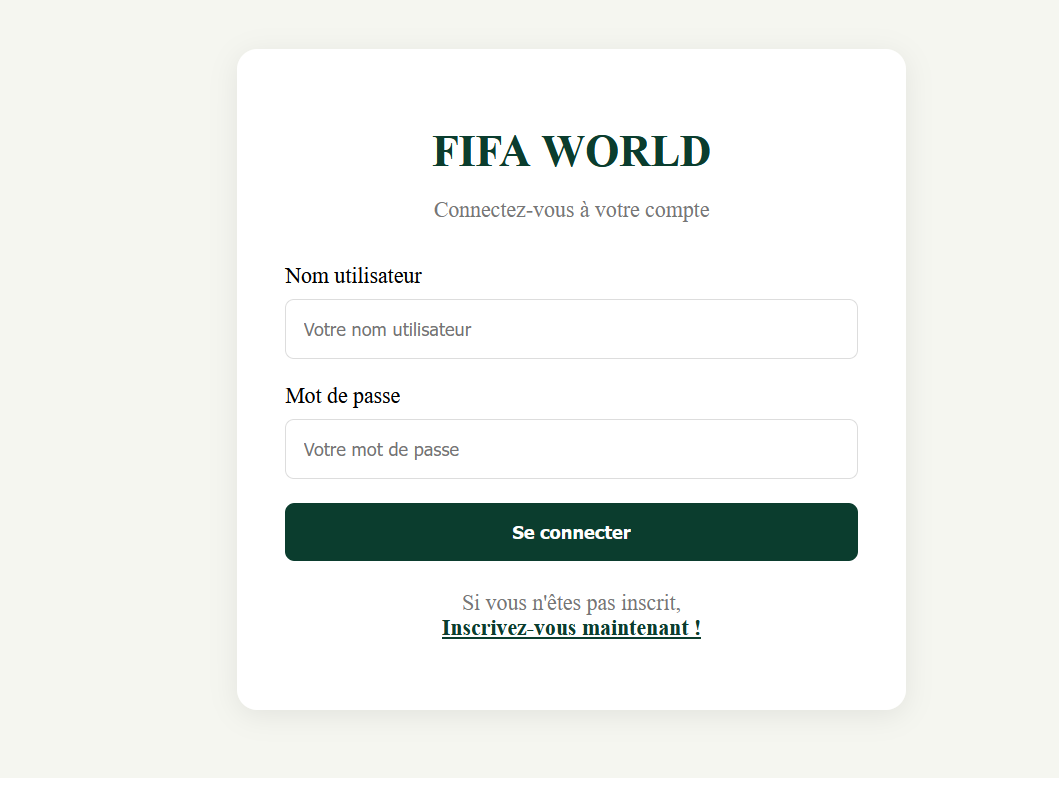 FIFA WORLD
Connectez-vous à votre compte
Nom utilisateur
Votre nom utilisateur
Mot de passe
Votre mot de passe
Se connecter
Si vous n'êtes pas inscrit,
Inscrivez-vous maintenant !